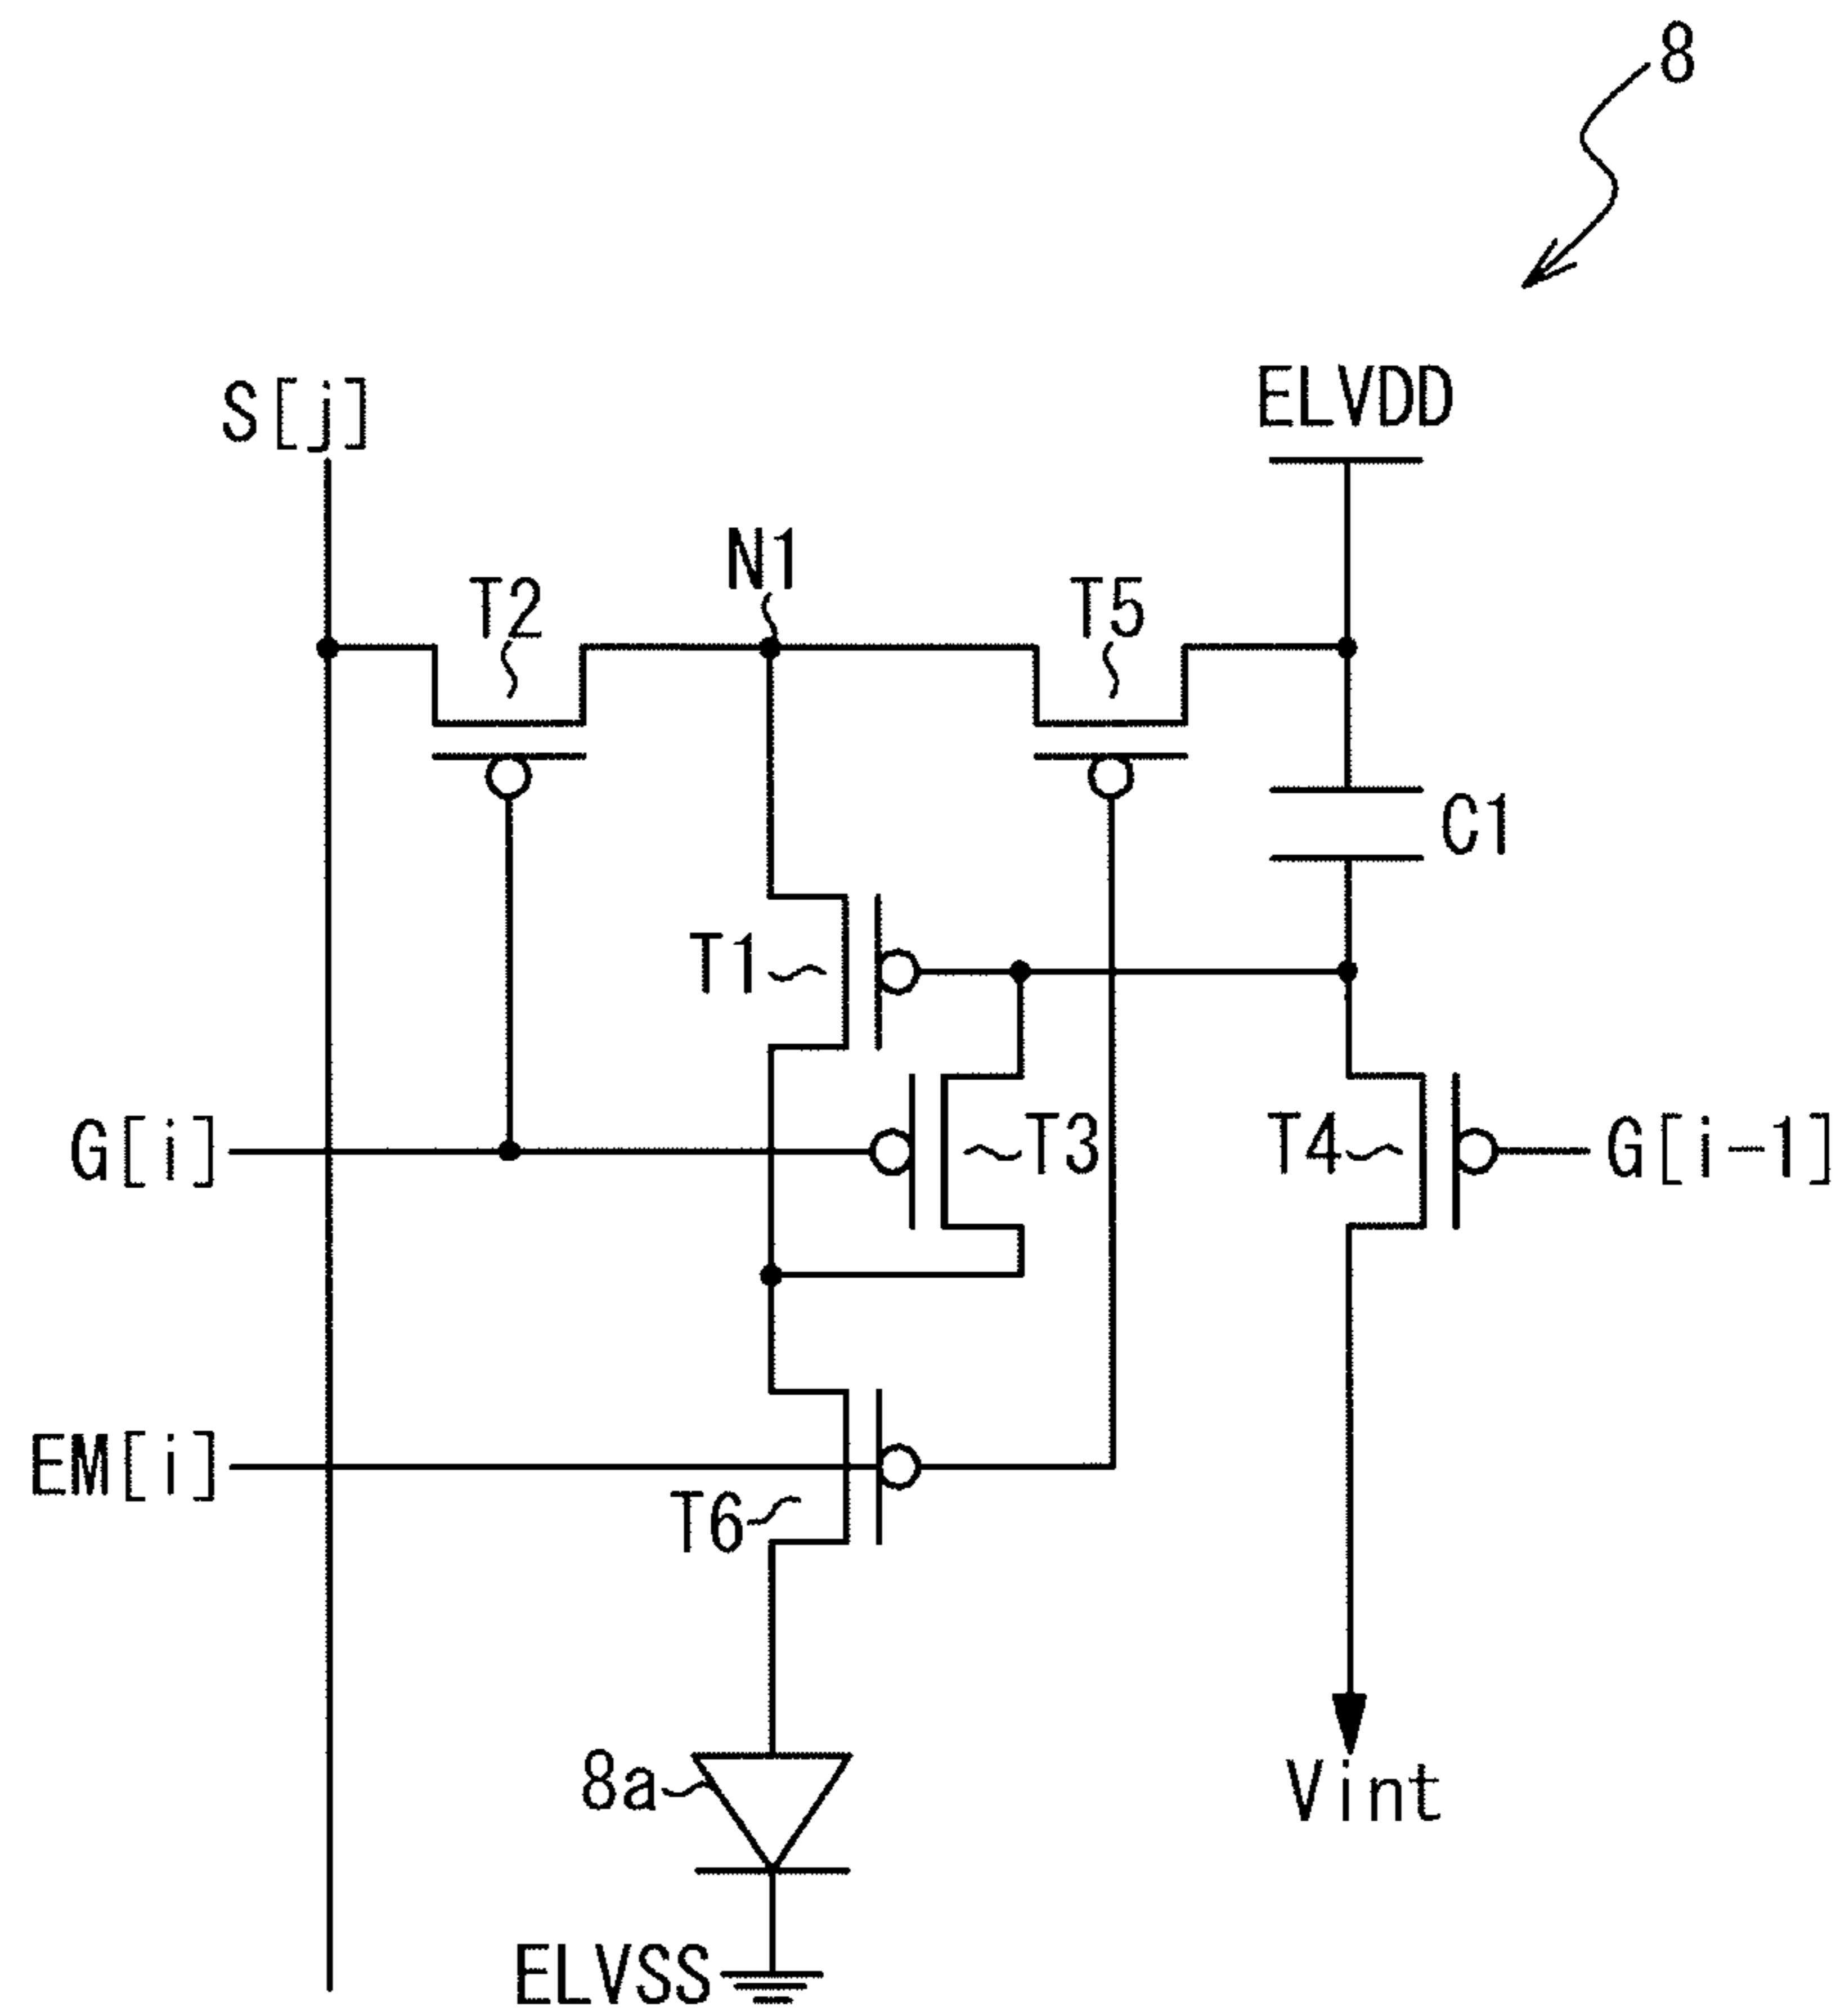 8
S[j]
ELVDD
N1
T2
T5
C1
T1
G[i]
T3
T4
G[i-1]
EM[i]
T6
8a
Vint
ELVSS